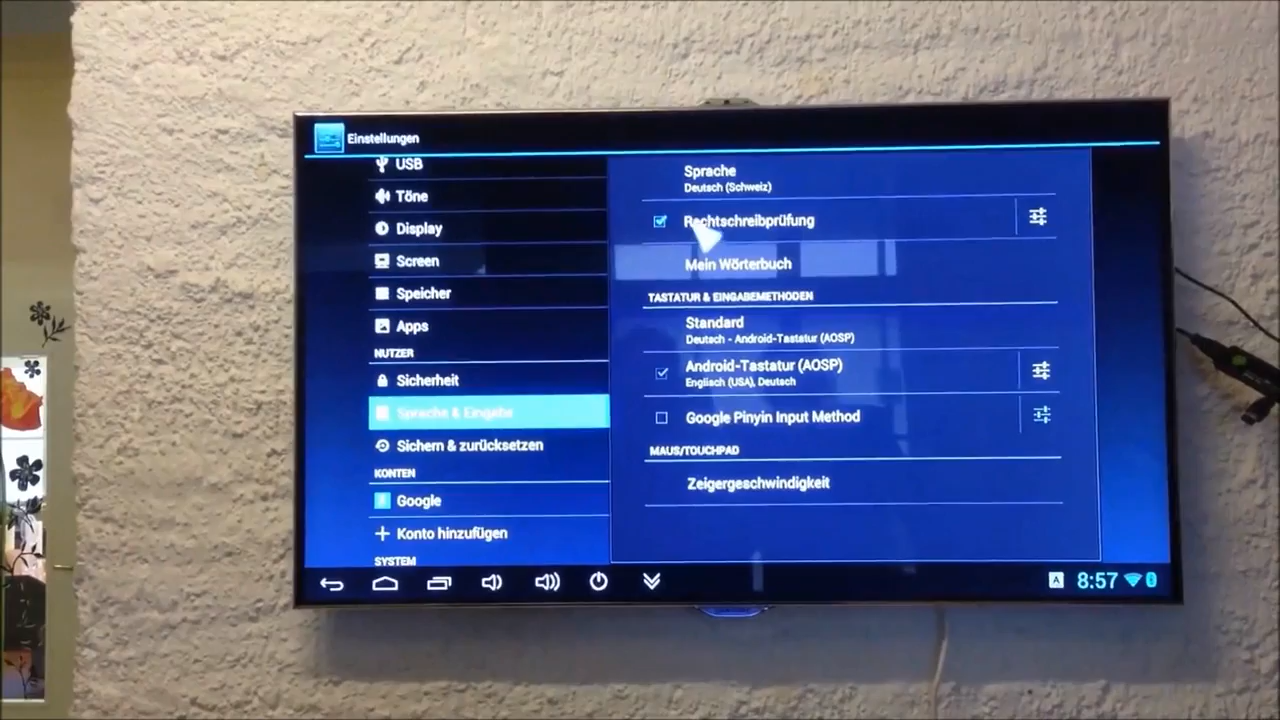 Einstellungen
USB
Töne
Display
Screen
Speicher
Apps
NUTZER
Sicherheit
Sprache & Eingabe
Sichern & zurücksetzen
KONTEN
Google
Konto hinzufügen
SYSTEM
Sprache
Deutsch (Schweiz)
Rechtschreibprüfung
Mein Wörterbuch
TASTATUR & EINGABEMETHODEN
Standard
Deutsch - Android-Tastatur (AOSP)
Android-Tastatur (AOSP)
Englisch (USA), Deutsch
Google Pinyin Input Method
MAUS/TOUCHPAD
Zeigergeschwindigkeit
A 8:57